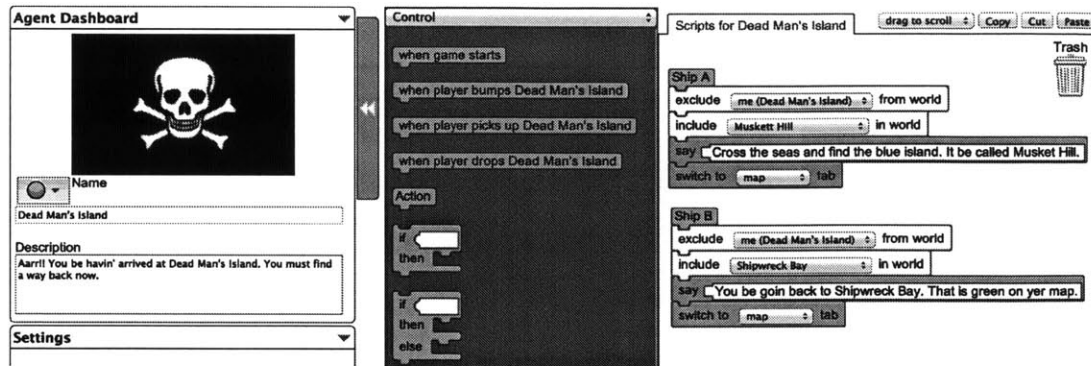 Agent Dashboard
Name
Dead Man's Island
Description
Aarr!! You be havin' arrived at Dead Man's Island. You must find
a way back now.
Settings
Control
when game starts
when player bumps Dead Man's Island
when player picks up Dead Man's Island
when player drops Dead Man's Island
Action
if
then
if
then
else
Scripts for Dead Man's Island
drag to scroll
Copy
Cut
Paste
Trash
Ship A
exclude me (Dead Man's Island) from world
include Muskett Hill in world
say Cross the seas and find the blue island. It be called Musket Hill.
switch to map tab
Ship B
exclude me (Dead Man's Island) from world
include Shipwreck Bay in world
say You be goin back to Shipwreck Bay. That is green on yer map.
switch to map tab